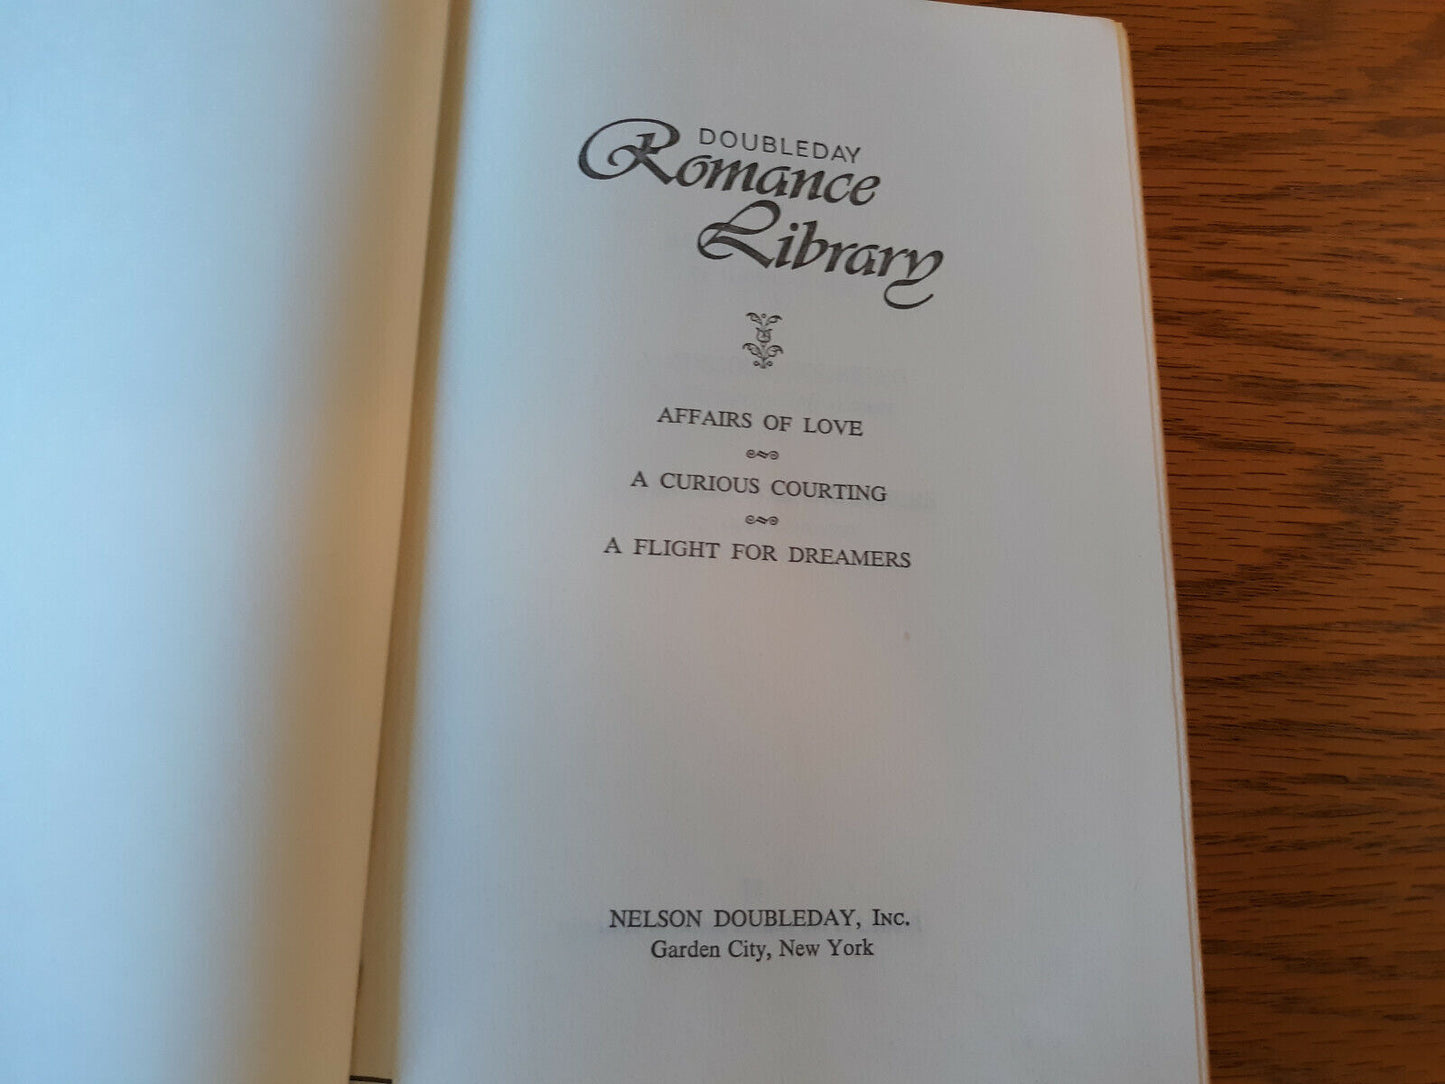 DOUBLEDAY
Romance
Library
AFFAIRS OF LOVE
A CURIOUS COURTING
A FLIGHT FOR DREAMERS
NELSON DOUBLEDAY, INC.
Garden City, New York